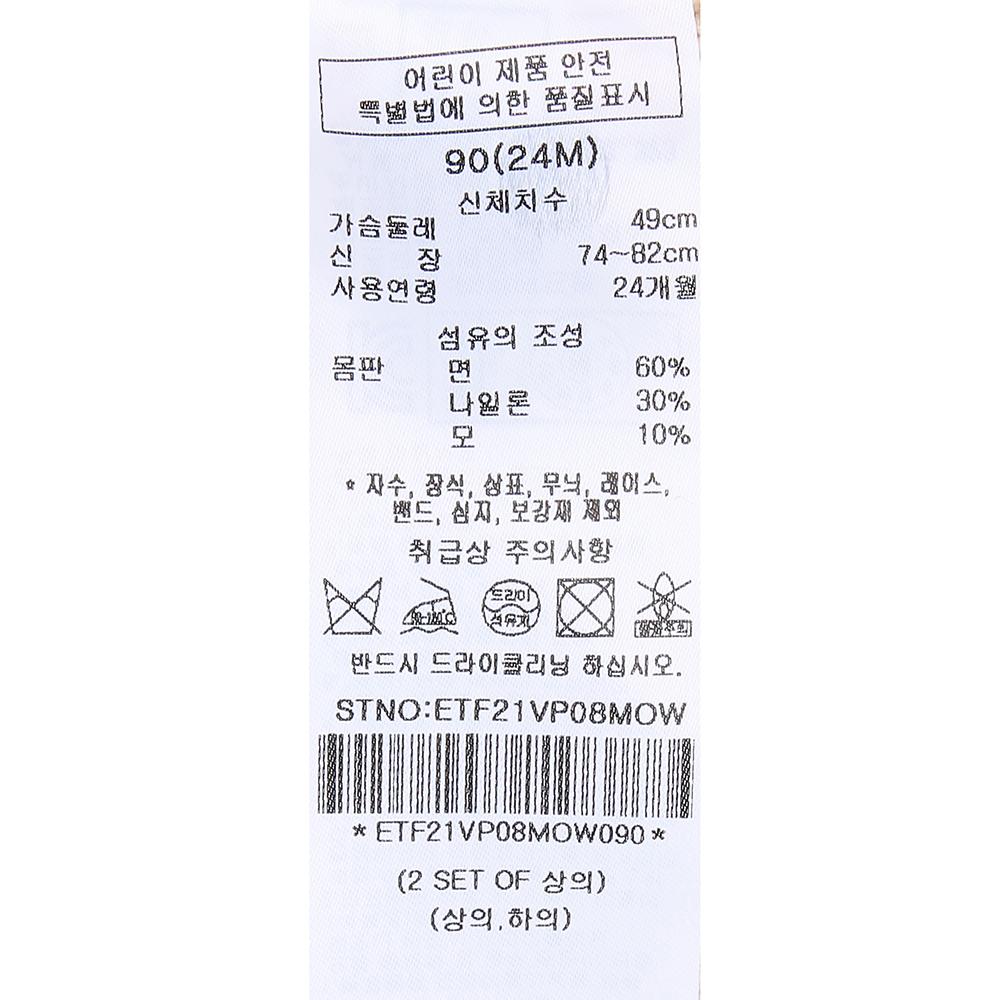 어린이 제품 안전
특별법에 의한 품질표시
90(24M)
신체치수
가슴둘레 49cm
신 장 74~82cm
사용연령 24개월
섬유의 조성
몸판 면 60%
나일론 30%
모 10%
* 자수, 장식, 상표, 무늬, 레이스,
밴드, 심지, 보강재 제외
취급상 주의사항
드라이
석유계
반드시 드라이클리닝 하십시오.
STNO:ETF21VP08MOW
*ETF21VP08MOW090*
(2 SET OF 상의)
(상의,하의)